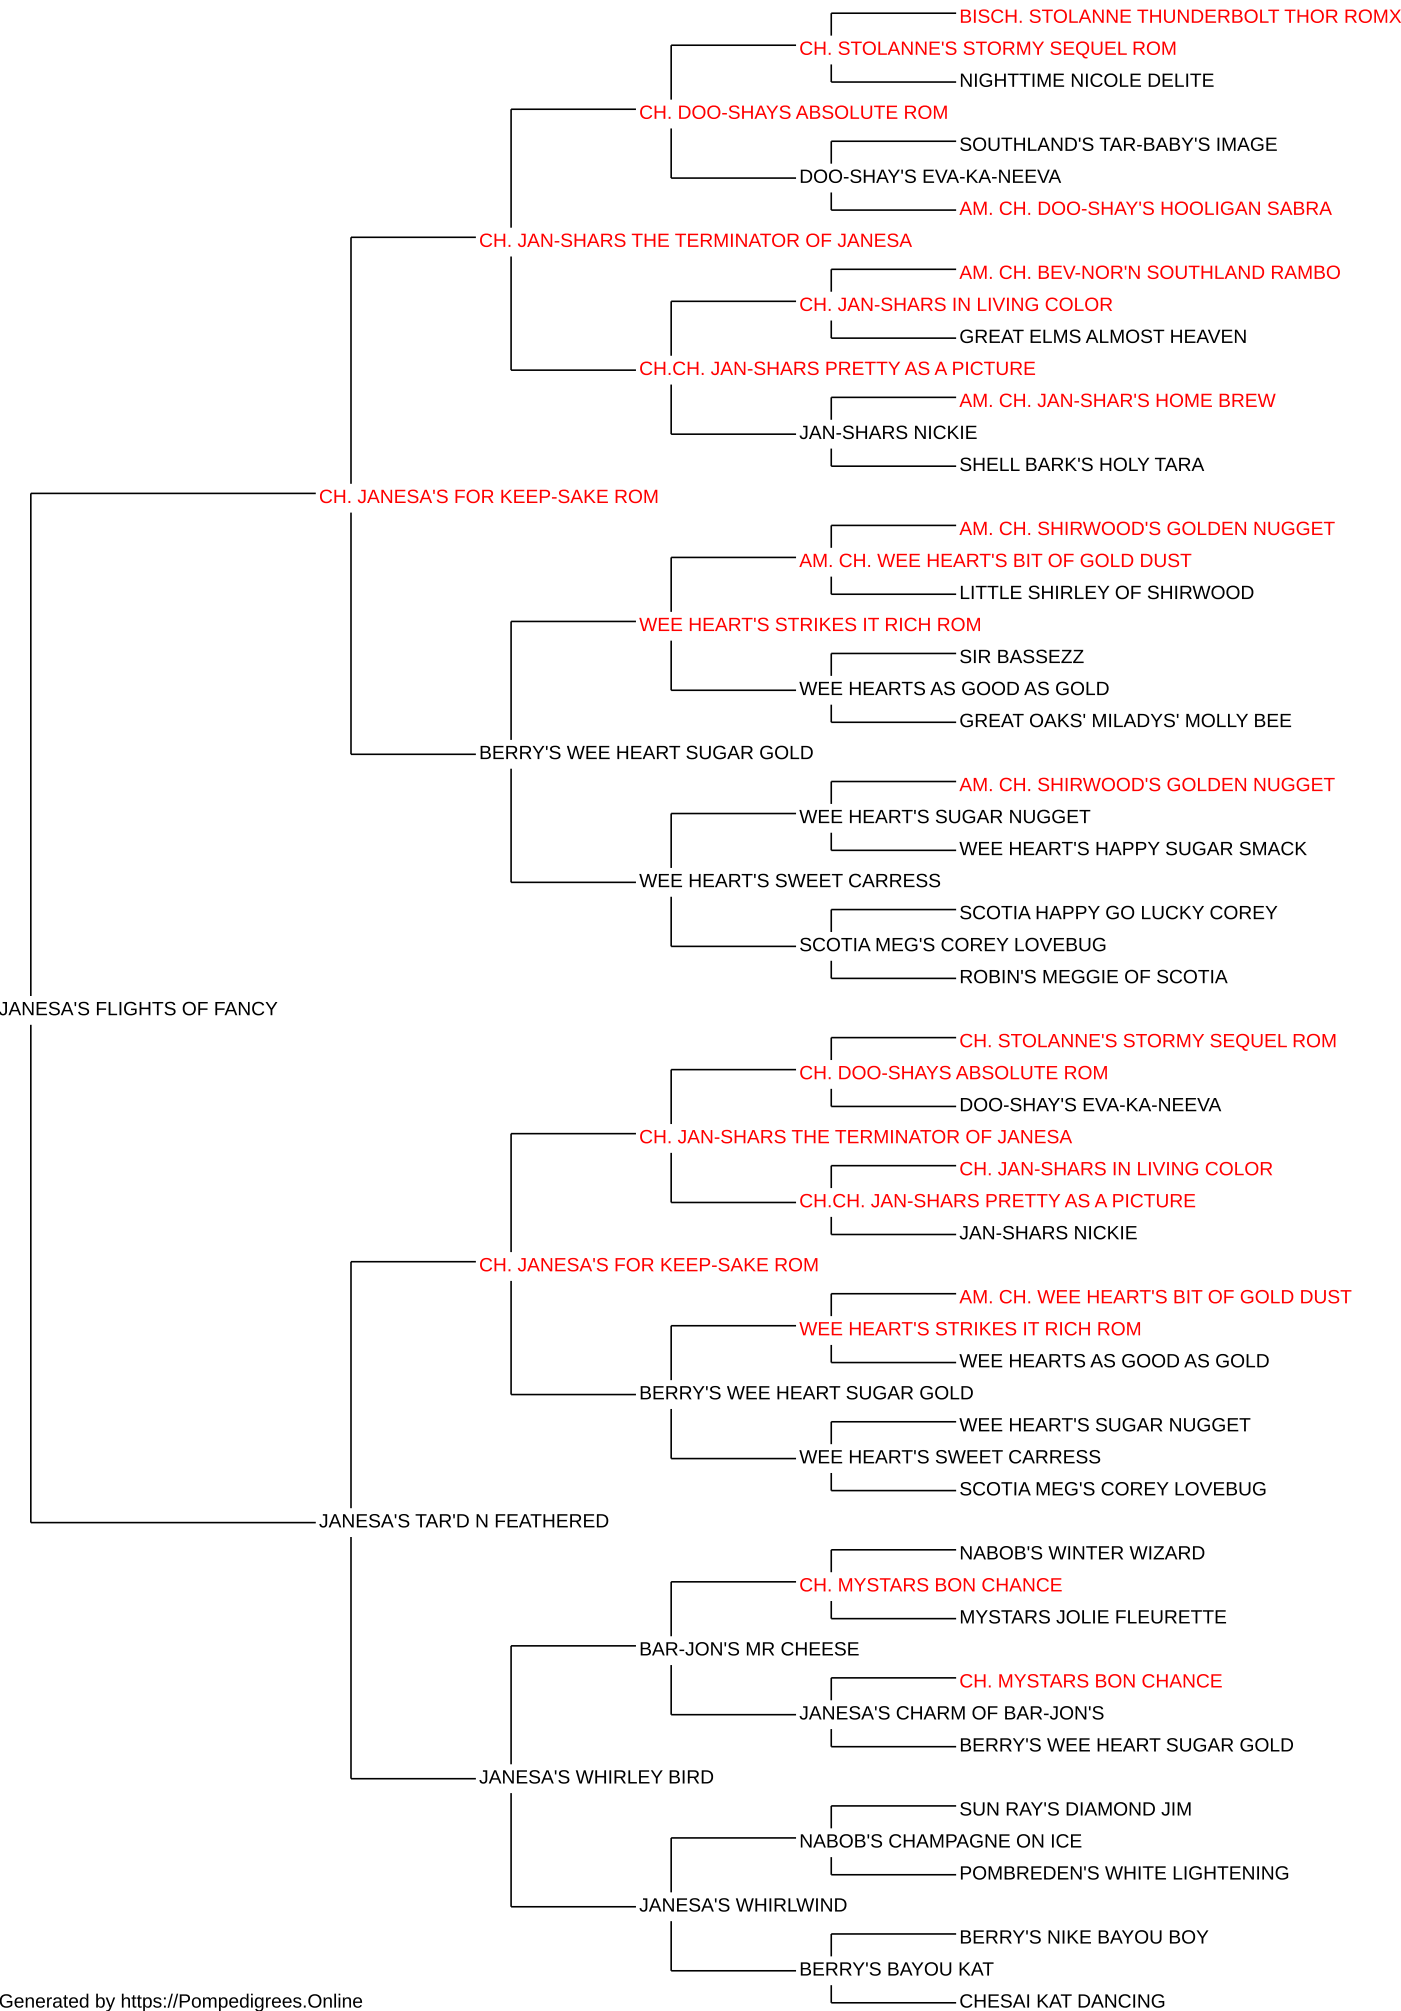 BISCH. STOLANNE THUNDERBOLT THOR ROMX
CH. STOLANNE'S STORMY SEQUEL ROM
NIGHTTIME NICOLE DELITE
CH. DOO-SHAYS ABSOLUTE ROM
SOUTHLAND'S TAR-BABY'S IMAGE
DOO-SHAY'S EVA-KA-NEEVA
AM. CH. DOO-SHAY'S HOOLIGAN SABRA
CH. JAN-SHARS THE TERMINATOR OF JANESA
AM. CH. BEV-NOR'N SOUTHLAND RAMBO
CH. JAN-SHARS IN LIVING COLOR
GREAT ELMS ALMOST HEAVEN
CH.CH. JAN-SHARS PRETTY AS A PICTURE
AM. CH. JAN-SHAR'S HOME BREW
JAN-SHARS NICKIE
SHELL BARK'S HOLY TARA
CH. JANESA'S FOR KEEP-SAKE ROM
AM. CH. SHIRWOOD'S GOLDEN NUGGET
AM. CH. WEE HEART'S BIT OF GOLD DUST
LITTLE SHIRLEY OF SHIRWOOD
WEE HEART'S STRIKES IT RICH ROM
SIR BASSEZZ
WEE HEARTS AS GOOD AS GOLD
GREAT OAKS' MILADYS' MOLLY BEE
BERRY'S WEE HEART SUGAR GOLD
AM. CH. SHIRWOOD'S GOLDEN NUGGET
WEE HEART'S SUGAR NUGGET
WEE HEART'S HAPPY SUGAR SMACK
WEE HEART'S SWEET CARRESS
SCOTIA HAPPY GO LUCKY COREY
SCOTIA MEG'S COREY LOVEBUG
ROBIN'S MEGGIE OF SCOTIA
JANESA'S FLIGHTS OF FANCY
CH. STOLANNE'S STORMY SEQUEL ROM
CH. DOO-SHAYS ABSOLUTE ROM
DOO-SHAY'S EVA-KA-NEEVA
CH. JAN-SHARS THE TERMINATOR OF JANESA
CH. JAN-SHARS IN LIVING COLOR
CH.CH. JAN-SHARS PRETTY AS A PICTURE
JAN-SHARS NICKIE
CH. JANESA'S FOR KEEP-SAKE ROM
AM. CH. WEE HEART'S BIT OF GOLD DUST
WEE HEART'S STRIKES IT RICH ROM
WEE HEARTS AS GOOD AS GOLD
BERRY'S WEE HEART SUGAR GOLD
WEE HEART'S SUGAR NUGGET
WEE HEART'S SWEET CARRESS
SCOTIA MEG'S COREY LOVEBUG
JANESA'S TAR'D N FEATHERED
NABOB'S WINTER WIZARD
CH. MYSTARS BON CHANCE
MYSTARS JOLIE FLEURETTE
BAR-JON'S MR CHEESE
CH. MYSTARS BON CHANCE
JANESA'S CHARM OF BAR-JON'S
BERRY'S WEE HEART SUGAR GOLD
JANESA'S WHIRLEY BIRD
SUN RAY'S DIAMOND JIM
NABOB'S CHAMPAGNE ON ICE
POMBREDEN'S WHITE LIGHTENING
JANESA'S WHIRLWIND
BERRY'S NIKE BAYOU BOY
BERRY'S BAYOU KAT
CHESAI KAT DANCING
Generated by https://Pompedigrees.Online